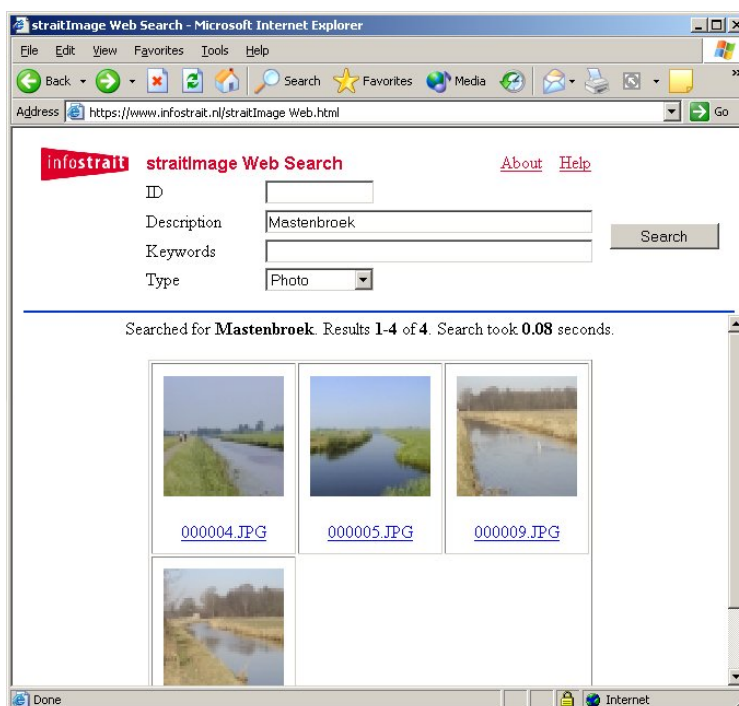 straitImage Web Search - Microsoft Internet Explorer
File Edit View Favorites Tools Help
Back Search Favorites Media »
Address https://www.infostrait.nl/straitImage Web.html Go
infostrait straitImage Web Search About Help
ID
Description Mastenbroek
Search
Keywords
Type Photo
Searched for Mastenbroek. Results 1-4 of 4. Search took 0.08 seconds.
000004.JPG 000005.JPG 000009.JPG
Done Internet